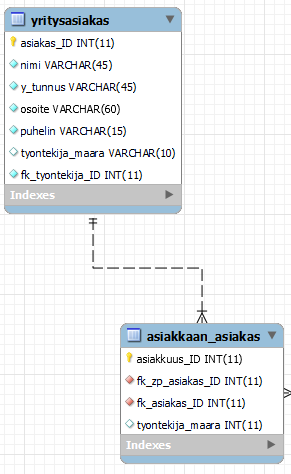 yritysasiakas
asiakas_ID INT(11)
nimi VARCHAR(45)
y_tunnus VARCHAR(45)
osoite VARCHAR(60)
puhelin VARCHAR(15)
tyontekija_maara VARCHAR(10)
fk_tyontekija_ID INT(11)
Indexes
asiakkaan_asiakas
asiakkuus_ID INT(11)
fk_zp_asiakas_ID INT(11)
fk_asiakas_ID INT(11)
tyontekija_maara INT(11)
Indexes